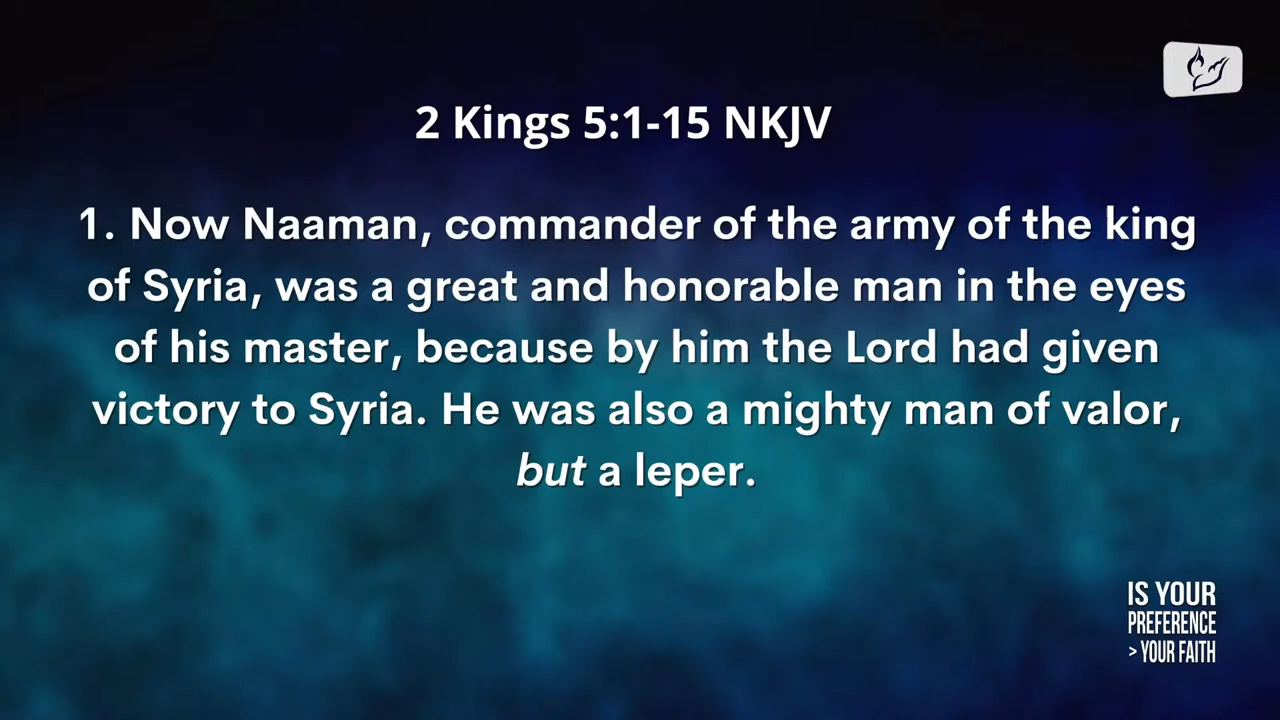 2 Kings 5:1-15 NKJV
1. Now Naaman, commander of the army of the king
of Syria, was a great and honorable man in the eyes
of his master, because by him the Lord had given
victory to Syria. He was also a mighty man of valor,
but a leper.
IS YOUR
PREFERENCE
> YOUR FAITH